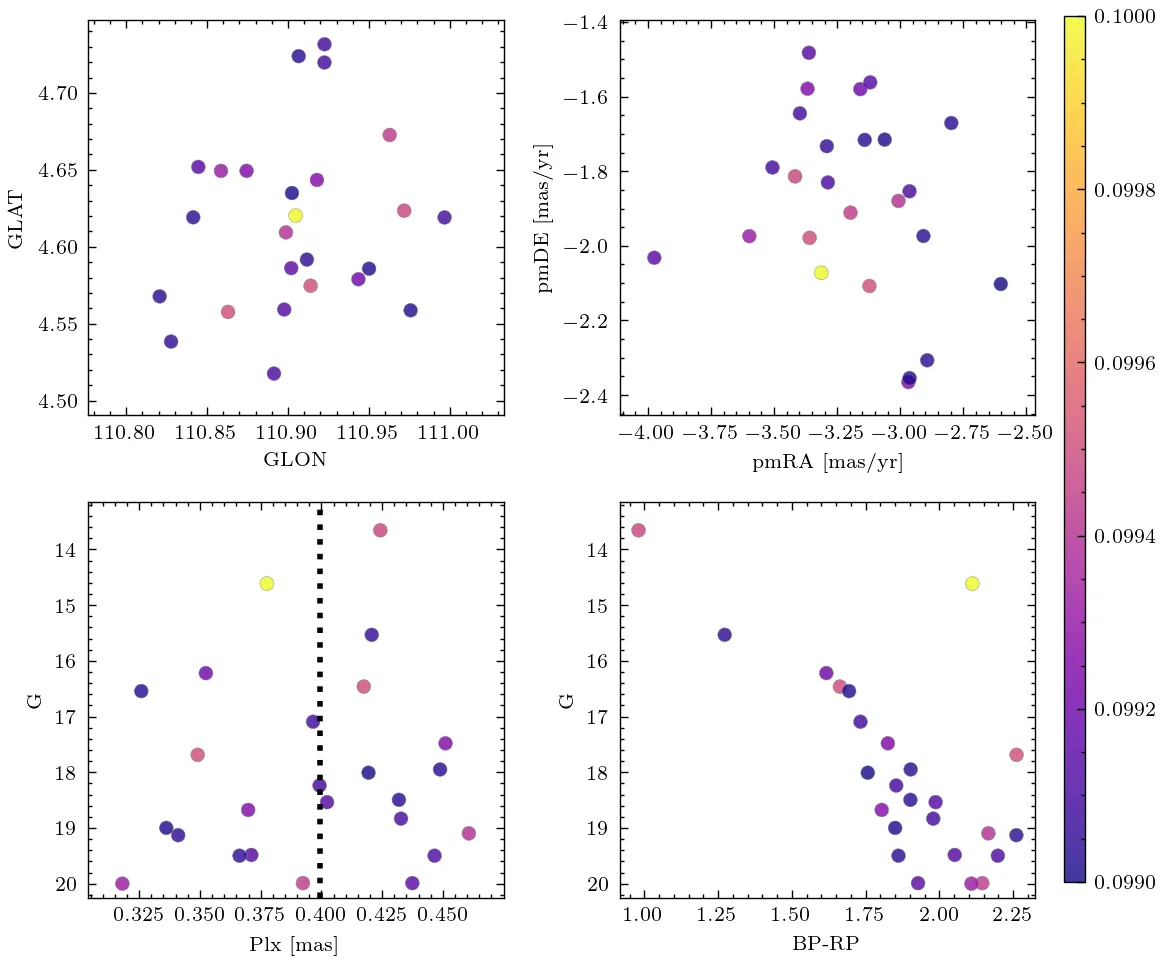 4.70
4.65
4.60
4.55
4.50
GLAT
110.80 110.85 110.90 110.95 111.00
GLON
−1.4
−1.6
−1.8
−2.0
−2.2
−2.4
pmDE [mas/yr]
−4.00 −3.75 −3.50 −3.25 −3.00 −2.75 −2.50
pmRA [mas/yr]
14
15
16
17
18
19
20
G
0.325 0.350 0.375 0.400 0.425 0.450
Plx [mas]
14
15
16
17
18
19
20
G
1.00 1.25 1.50 1.75 2.00 2.25
BP-RP
0.1000
0.0998
0.0996
0.0994
0.0992
0.0990